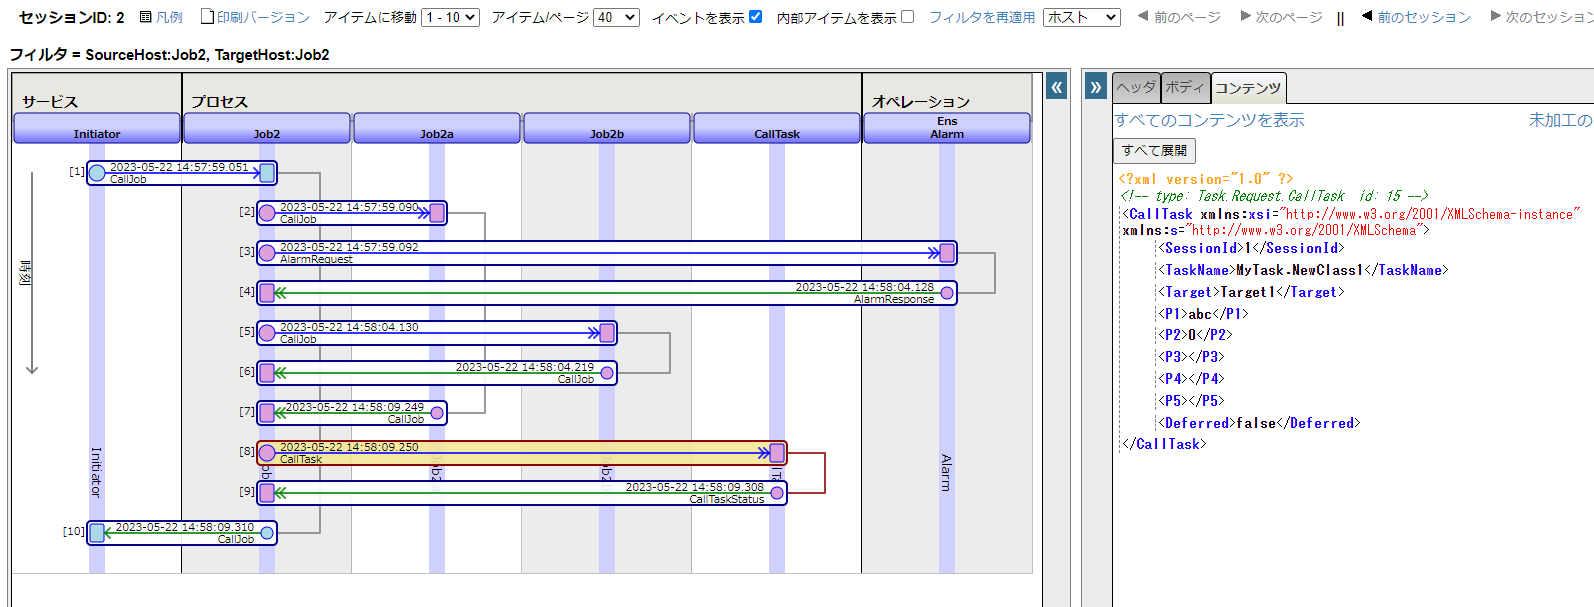 セッションID: 2 凡例 印刷バージョン アイテムに移動 1 - 10 アイテム/ページ 40 イベントを表示 内部アイテムを表示 フィルタを再適用 ホスト 前のページ 次のページ || 前のセッション 次のセッション
フィルタ = SourceHost:Job2, TargetHost:Job2
サービス プロセス オペレーション
Initiator Job2 Job2a Job2b CallTask Ens Alarm
時刻
[1] 2023-05-22 14:57:59.051
CallJob
[2] 2023-05-22 14:57:59.090
CallJob
[3] 2023-05-22 14:57:59.092
AlarmRequest
[4] 2023-05-22 14:58:04.128
AlarmResponse
[5] 2023-05-22 14:58:04.130
CallJob
[6] 2023-05-22 14:58:04.219
CallJob
[7] 2023-05-22 14:58:09.249
CallJob
[8] 2023-05-22 14:58:09.250
CallTask
[9] 2023-05-22 14:58:09.308
CallTaskStatus
[10] 2023-05-22 14:58:09.310
CallJob
Initiator Alarm
« »
ヘッダ ボディ コンテンツ
すべてのコンテンツを表示 未加工の
すべて展開
<?xml version="1.0" ?>
<!-- type: Task.Request.CallTask id: 15 -->
<CallTask xmlns:xsi="http://www.w3.org/2001/XMLSchema-instance"
xmlns:s="http://www.w3.org/2001/XMLSchema">
<SessionId>1</SessionId>
<TaskName>MyTask.NewClass1</TaskName>
<Target>Target1</Target>
<P1>abc</P1>
<P2>0</P2>
<P3></P3>
<P4></P4>
<P5></P5>
<Deferred>false</Deferred>
</CallTask>